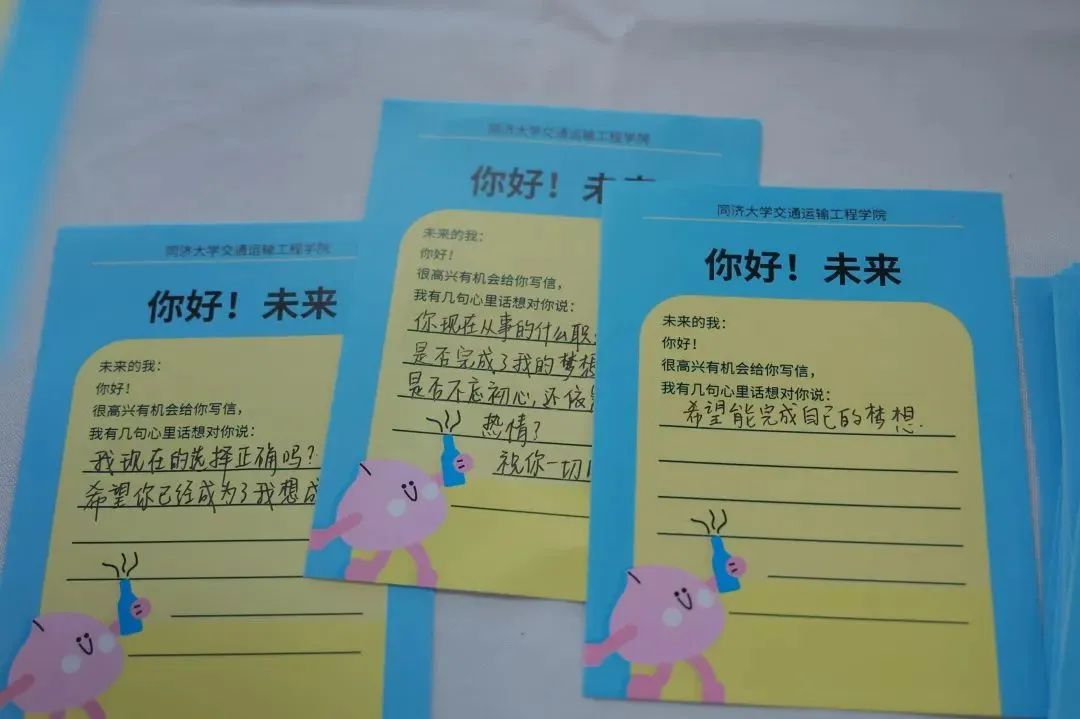 同济大学交通运输工程学院
你好！未来
未来的我：
你好！
很高兴有机会给你写信，
我有几句心里话想对你说：
我现在的选择正确吗？
希望你已经成为了我想成
同济大学交通运输工程学院
你好！未来
未来的我：
你好！
很高兴有机会给你写信，
我有几句心里话想对你说：
你现在从事的什么职
是否完成了我的梦想
是否不忘初心，还依
热情了
祝你一切
同济大学交通运输工程学院
你好！未来
未来的我：
你好！
很高兴有机会给你写信，
我有几句心里话想对你说：
希望能完成自己的梦想.